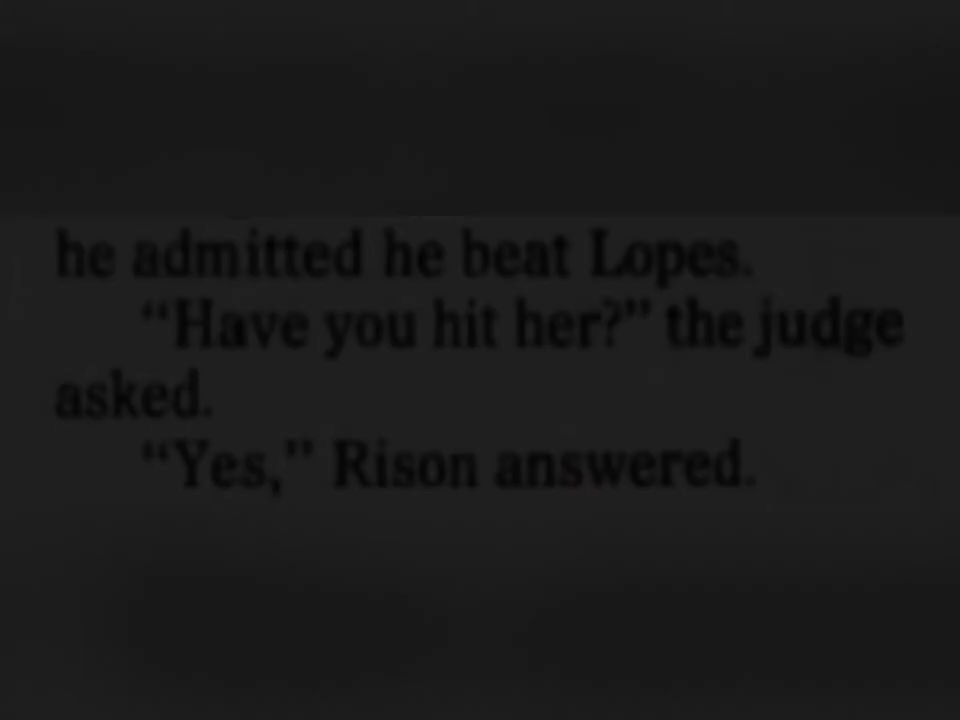 he admitted he beat Lopes.
“Have you hit her?” the judge
asked.
“Yes,” Rison answered.